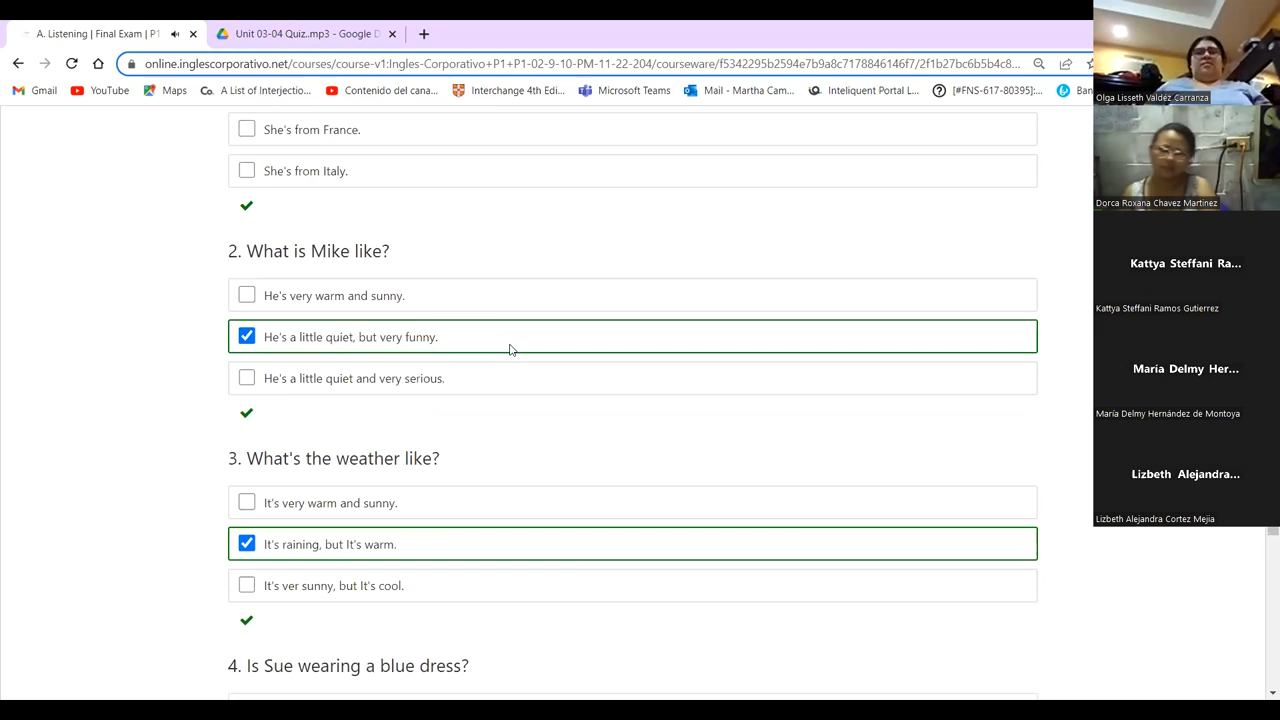 A. Listening | Final Exam | P1
Unit 03-04 Quiz..mp3 - Google D
online.inglescorporativo.net/courses/course-v1:Ingles-Corporativo+P1+P1-02-9-10-PM-11-22-204/courseware/f5342295b2594e7b9a8c7178846146f7/2f1b27bc6b5b4c8...
Gmail
YouTube
Maps
A List of Interjectio...
Contenido del cana...
Interchange 4th Edi...
Microsoft Teams
Mail - Martha Cam...
Inteliquent Portal L...
[#FNS-617-80395]:...
Ban
She's from France.
She's from Italy.
2. What is Mike like?
He's very warm and sunny.
He's a little quiet, but very funny.
He's a little quiet and very serious.
3. What's the weather like?
It's very warm and sunny.
It's raining, but It's warm.
It's ver sunny, but It's cool.
4. Is Sue wearing a blue dress?
Olga Lisseth Valdez Carranza
Dorca Roxana Chavez Martinez
Kattya Steffani Ra...
Kattya Steffani Ramos Gutierrez
María Delmy Her...
María Delmy Hernández de Montoya
Lizbeth Alejandra...
Lizbeth Alejandra Cortez Mejia